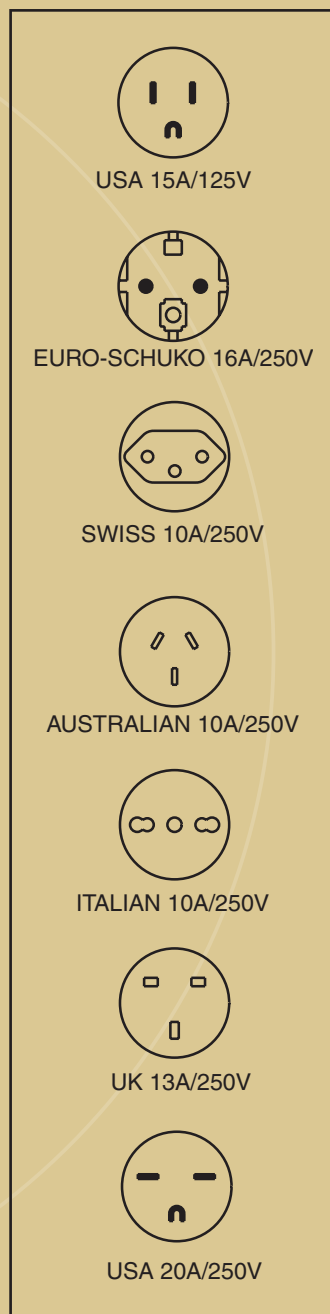 USA 15A/125V
EURO-SCHUKO 16A/250V
SWISS 10A/250V
AUSTRALIAN 10A/250V
ITALIAN 10A/250V
UK 13A/250V
USA 20A/250V